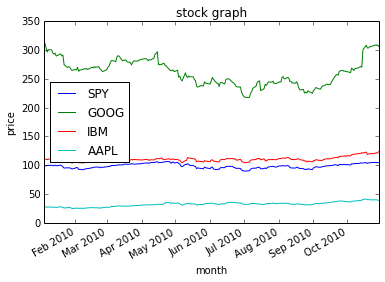 stock graph
350
300
250
200
150
100
50
0
price
SPY
GOOG
IBM
AAPL
Feb 2010
Mar 2010
Apr 2010
May 2010
Jun 2010
Jul 2010
Aug 2010
Sep 2010
Oct 2010
month